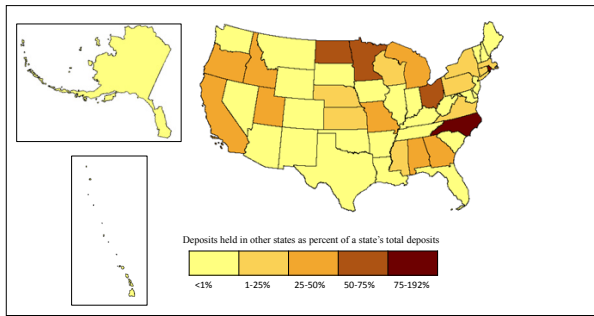 Deposits held in other states as percent of a state's total deposits
<1% 1-25% 25-50% 50-75% 75-192%